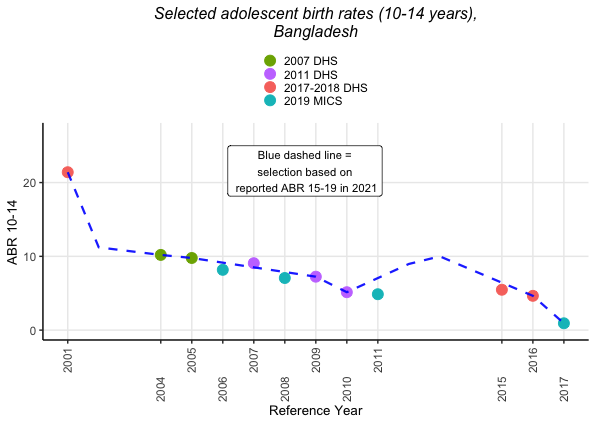 Selected adolescent birth rates (10-14 years),
Bangladesh
2007 DHS
2011 DHS
2017-2018 DHS
2019 MICS
Blue dashed line =
selection based on
reported ABR 15-19 in 2021
ABR 10-14
20
10
0
2001
2004
2005
2006
2007
2008
2009
2010
2011
2015
2016
2017
Reference Year